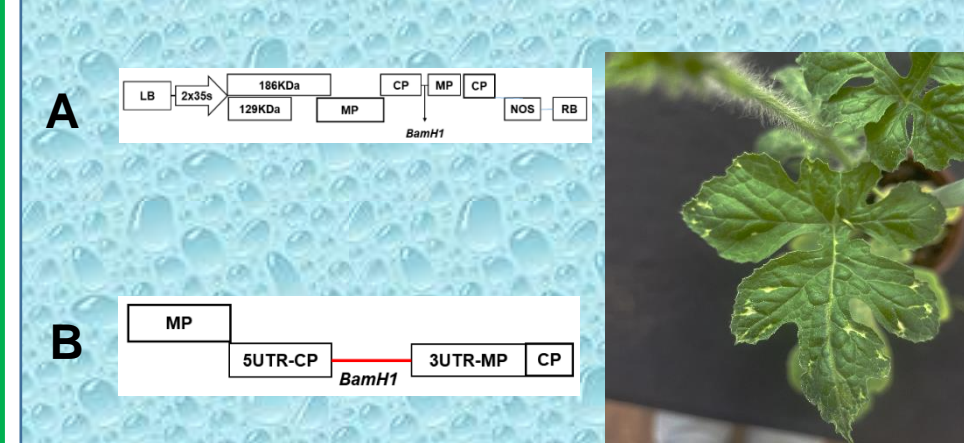 A
LB 2x35s 186KDa 129KDa MP CP MP CP NOS RB
BamH1
B
MP
5UTR-CP 3UTR-MP CP
BamH1